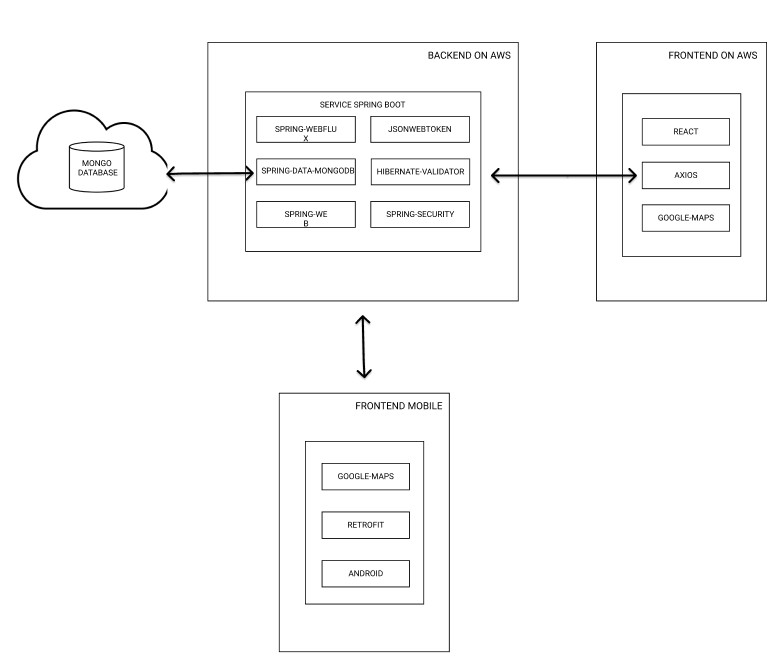 BACKEND ON AWS
FRONTEND ON AWS
SERVICE SPRING BOOT
SPRING-WEBFLU
X
JSONWEBTOKEN
REACT
MONGO
DATABASE
SPRING-DATA-MONGODB
HIBERNATE-VALIDATOR
AXIOS
SPRING-WE
B
SPRING-SECURITY
GOOGLE-MAPS
FRONTEND MOBILE
GOOGLE-MAPS
RETROFIT
ANDROID